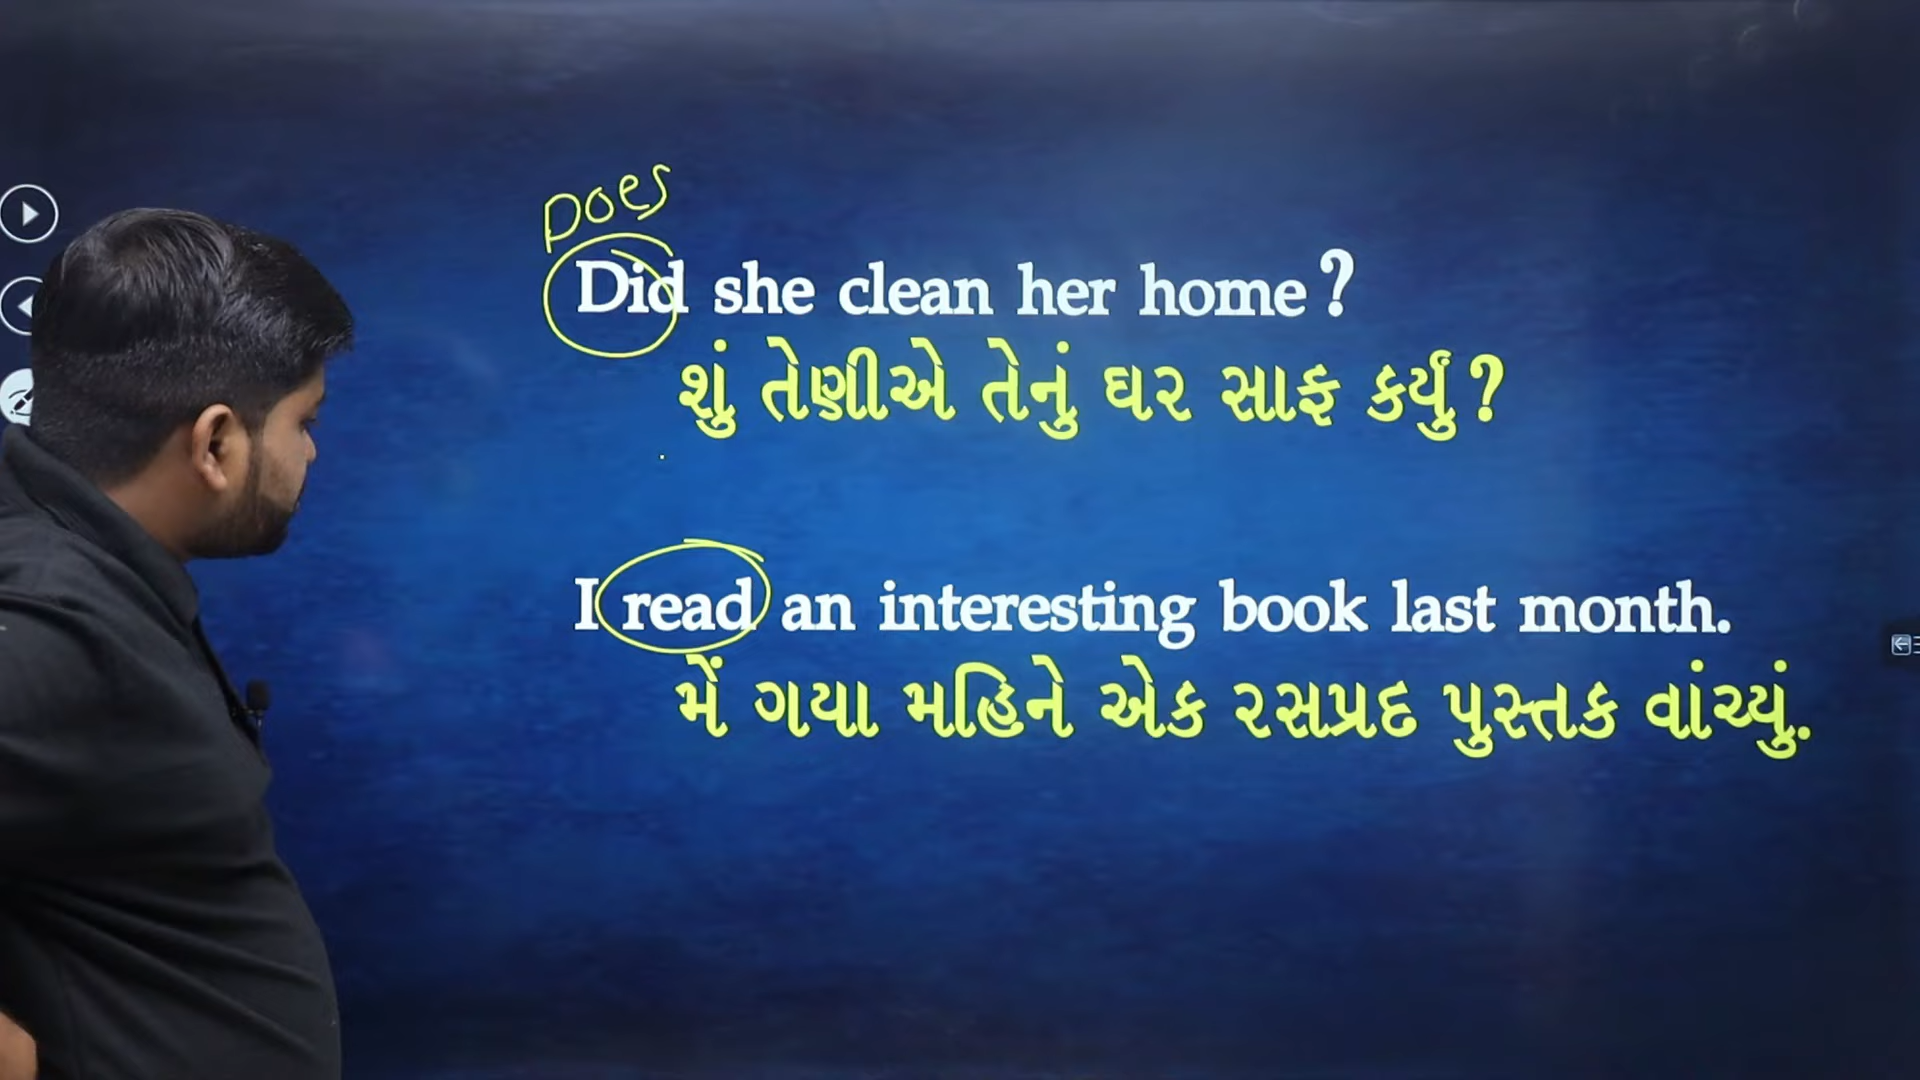 Does
Did she clean her home?
શું તેણીએ તેનું ઘર સાફ કર્યું?
I read an interesting book last month.
મેં ગયા મહિને એક રસપ્રદ પુસ્તક વાંચ્યું.